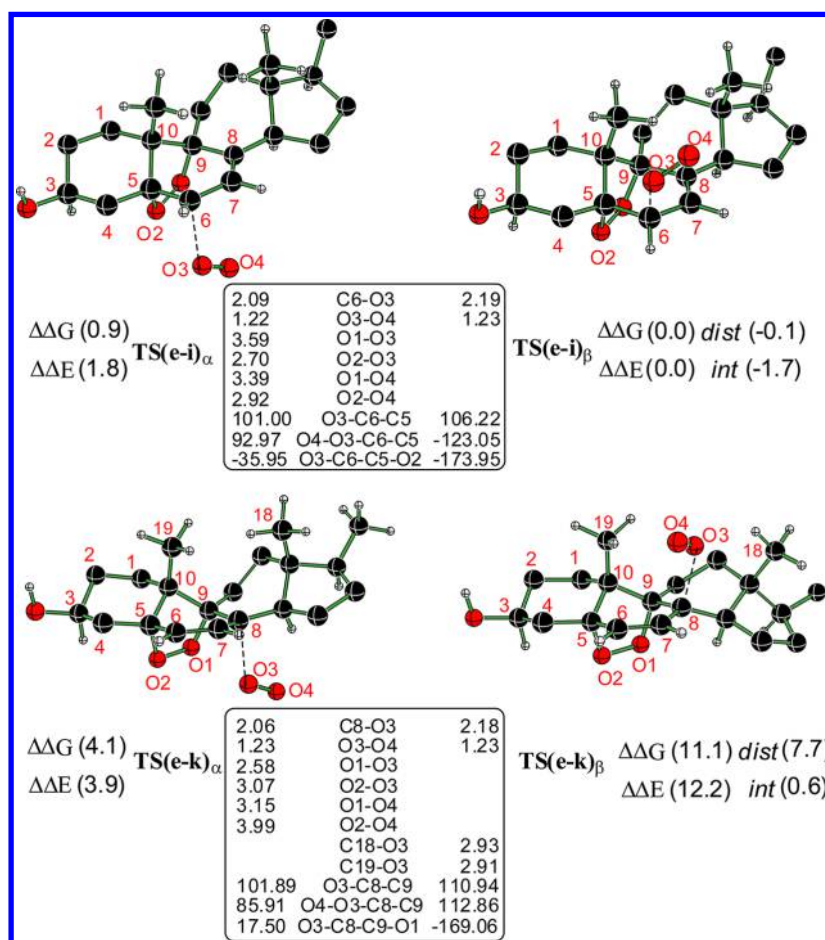 1
2
10
9
8
3
5
7
4
O2
6
O3
O4
1
O4
2
10
O3
9
8
3
5
7
4
O2
6
ΔΔG (0.9)
ΔΔE (1.8)
TS(e-i)α
2.09 C6-O3 2.19
1.22 O3-O4 1.23
3.59 O1-O3
2.70 O2-O3
3.39 O1-O4
2.92 O2-O4
101.00 O3-C6-C5 106.22
92.97 O4-O3-C6-C5 -123.05
-35.95 O3-C6-C5-O2 -173.95
TS(e-i)β
ΔΔG (0.0) dist (-0.1)
ΔΔE(0.0) int (-1.7)
19
18
2
1
10
3
9
5
6
8
4
7
O2
O1
O3
O4
19
O4
O3
18
2
1
10
9
3
4
6
8
5
7
O1
O2
ΔΔG (4.1)
ΔΔE (3.9)
TS(e-k)α
2.06 C8-O3 2.18
1.23 O3-O4 1.23
2.58 O1-O3
3.07 O2-O3
3.15 O1-O4
3.99 O2-O4
C18-O3 2.93
C19-O3 2.91
101.89 O3-C8-C9 110.94
85.91 O4-O3-C8-C9 112.86
17.50 O3-C8-C9-O1 -169.06
TS(e-k)β
ΔΔG (11.1) dist (7.7)
ΔΔE (12.2) int (0.6)